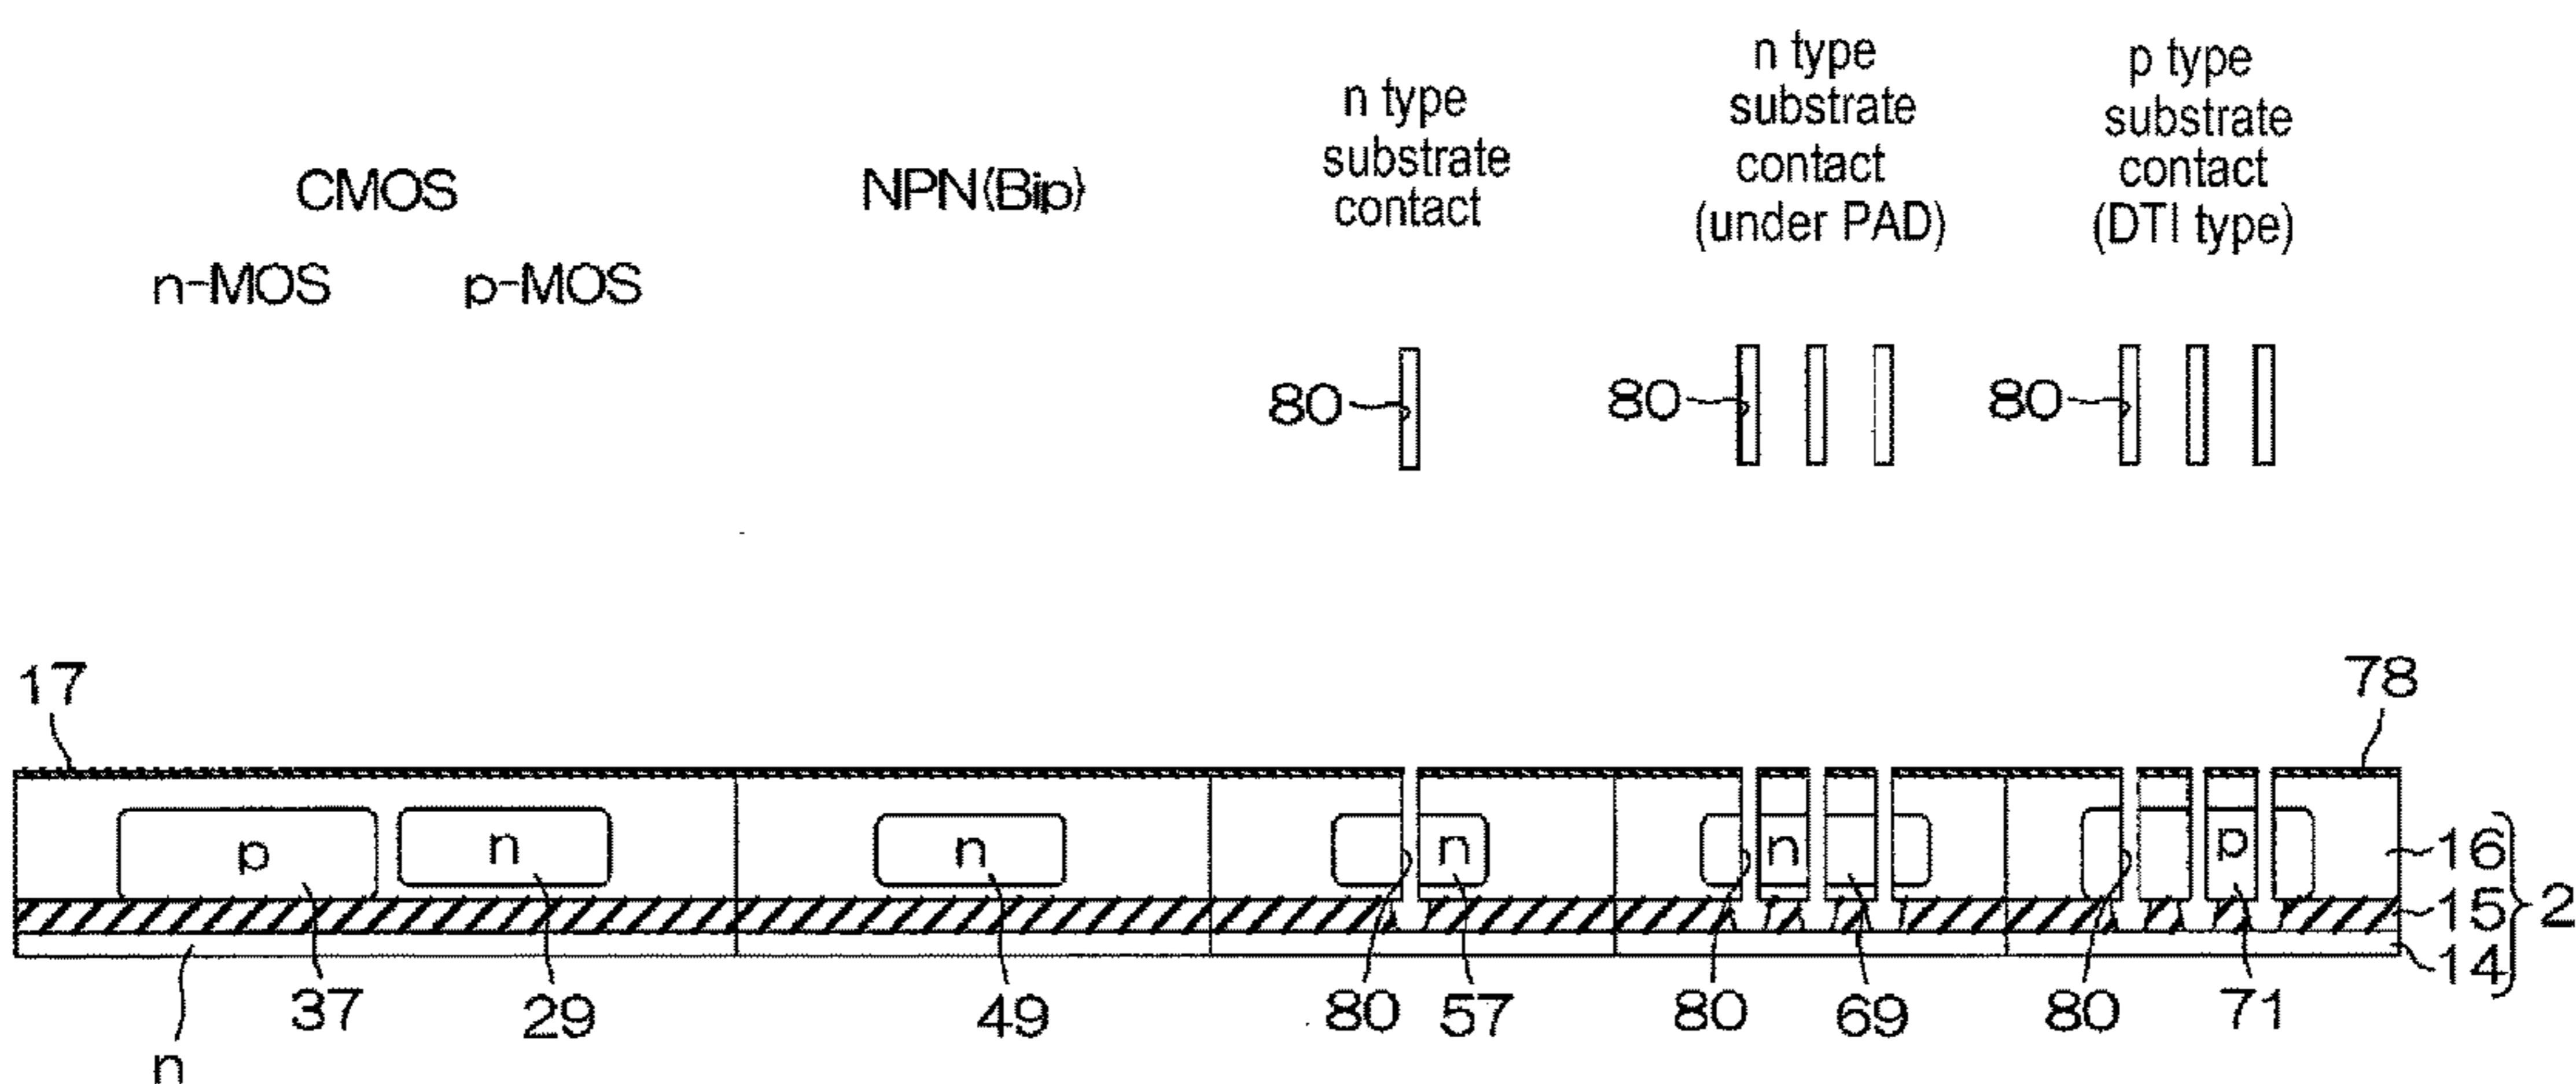 n type
substrate
contact
n type
substrate
contact
(under PAD)
p type
substrate
contact
(DTI type)
CMOS
NPN(Bip)
n-MOS p-MOS
80 80 80
17 78
p n n n n p
16
15 2
14
37 29 49 80 57 80 69 80 71
n